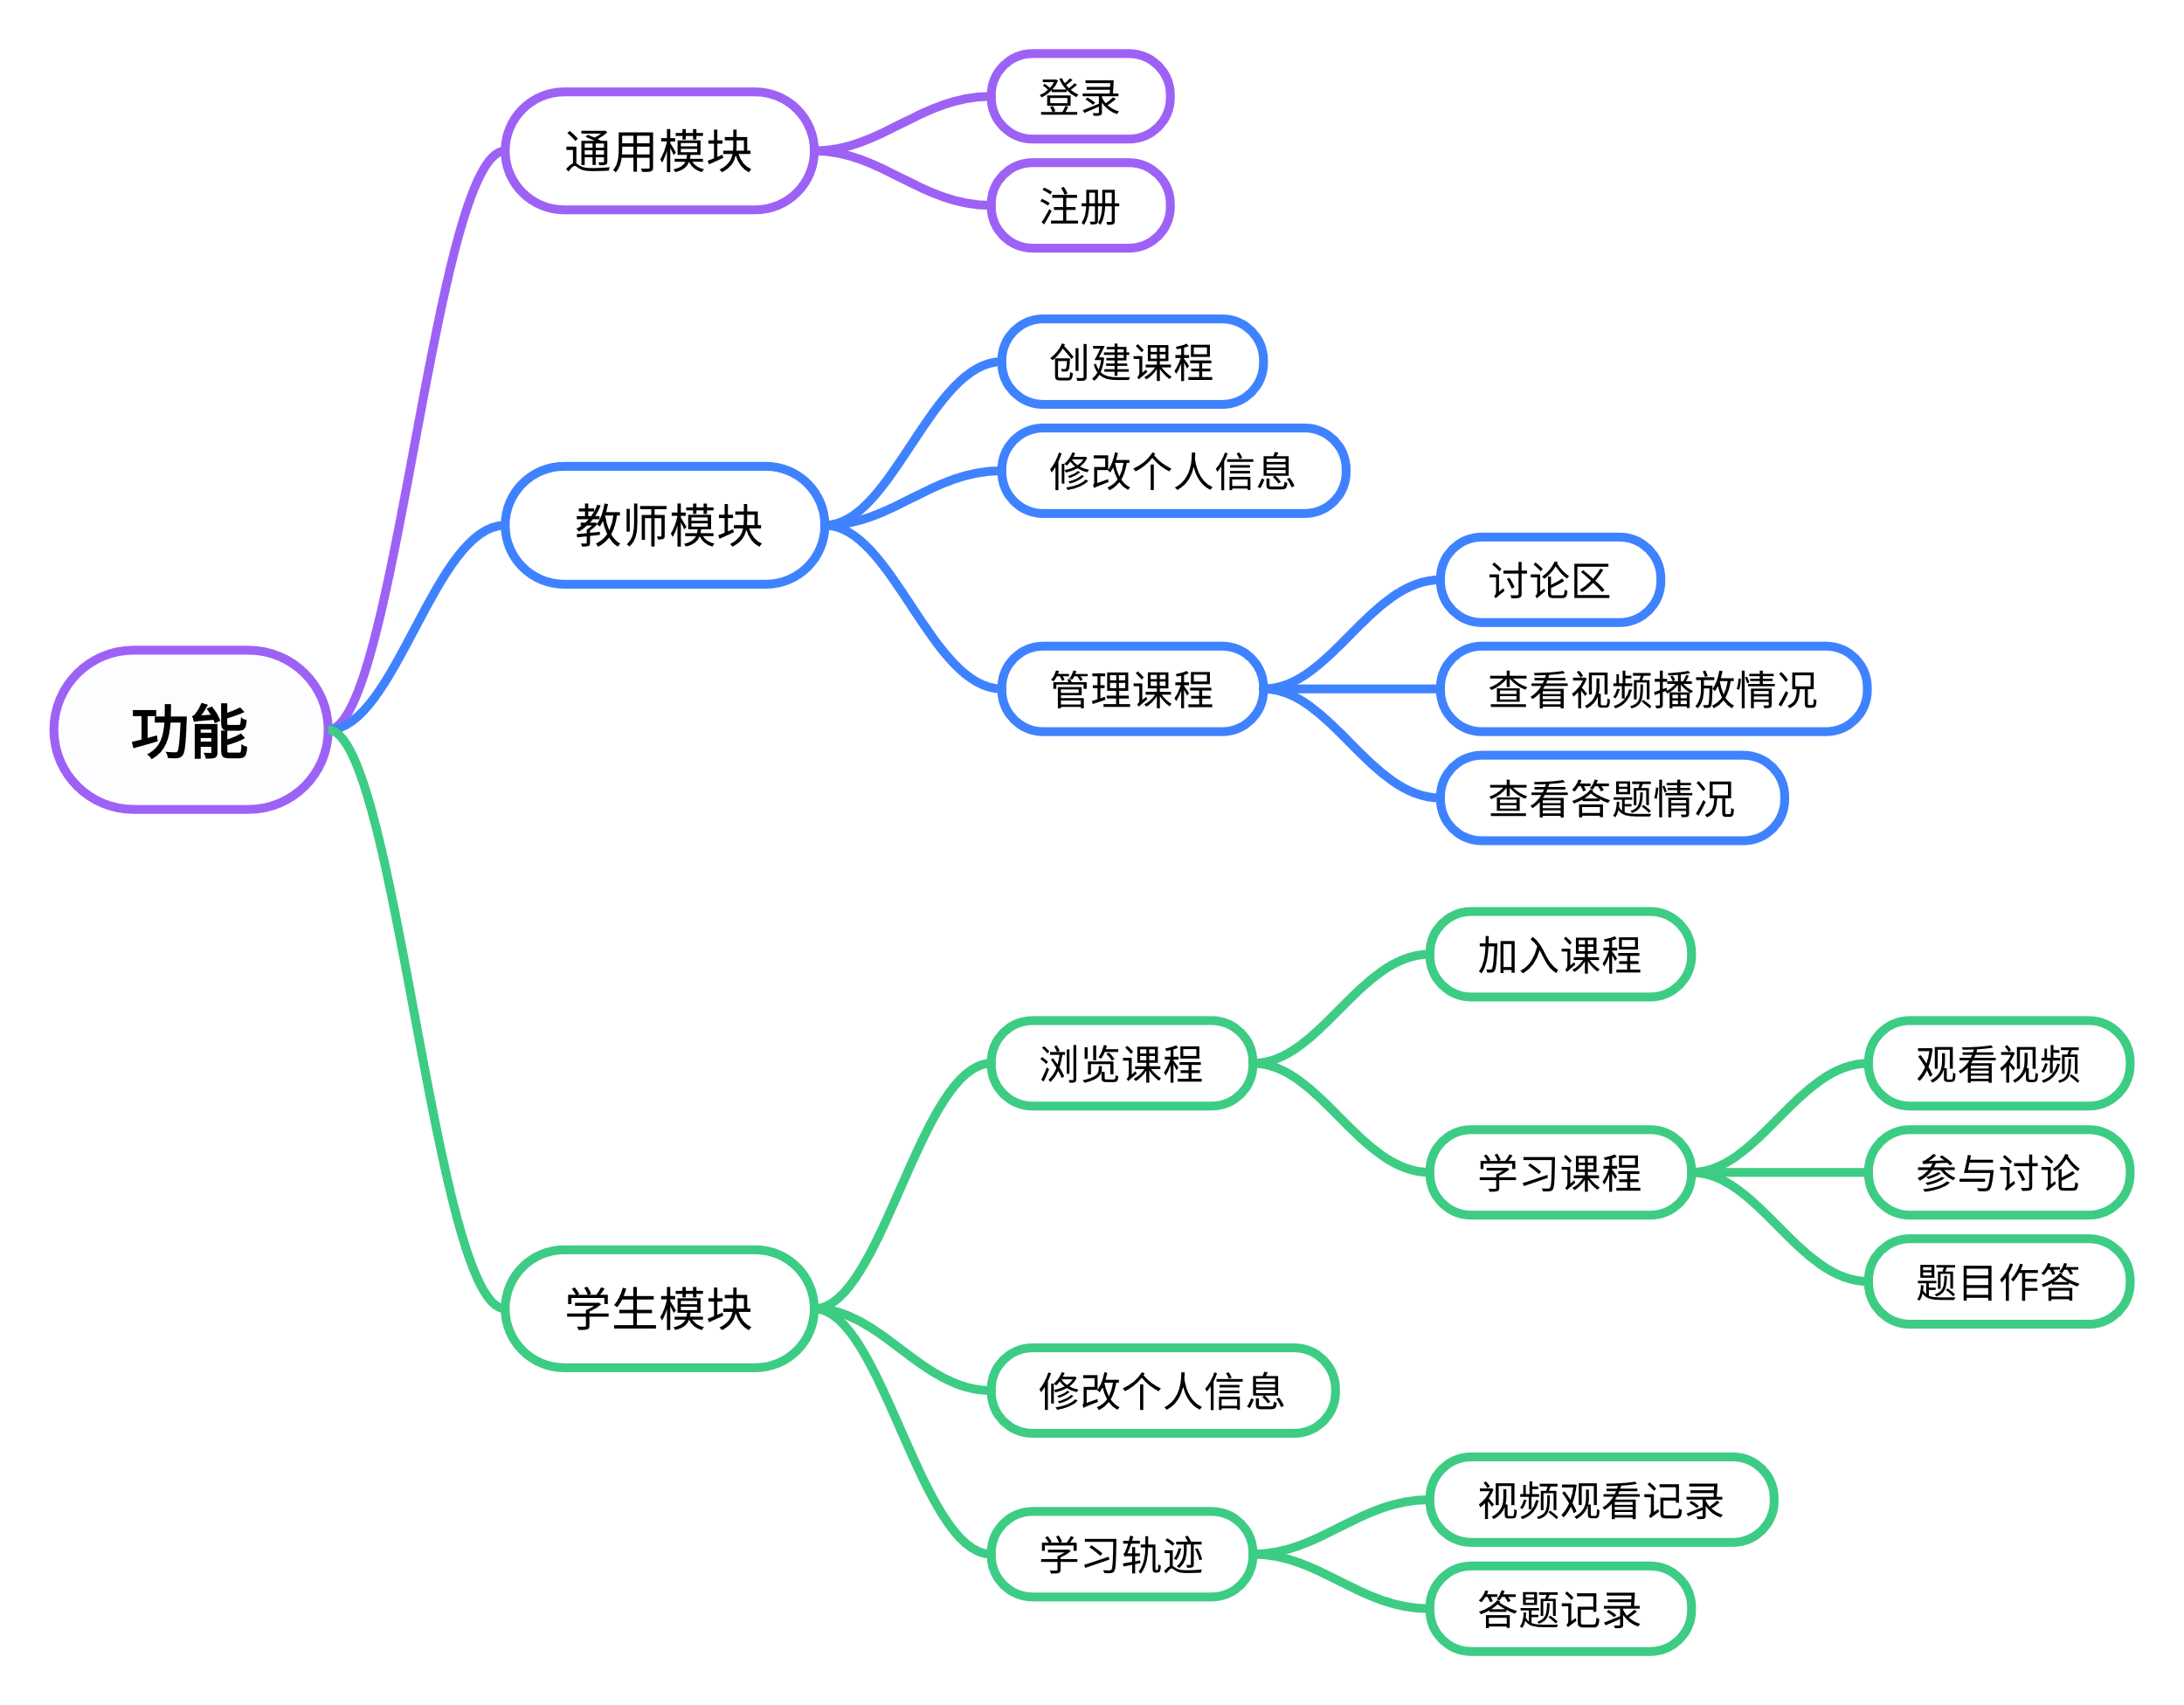 功能
通用模块
登录
注册
教师模块
创建课程
修改个人信息
管理课程
讨论区
查看视频播放情况
查看答题情况
学生模块
浏览课程
加入课程
学习课程
观看视频
参与讨论
题目作答
修改个人信息
学习轨迹
视频观看记录
答题记录